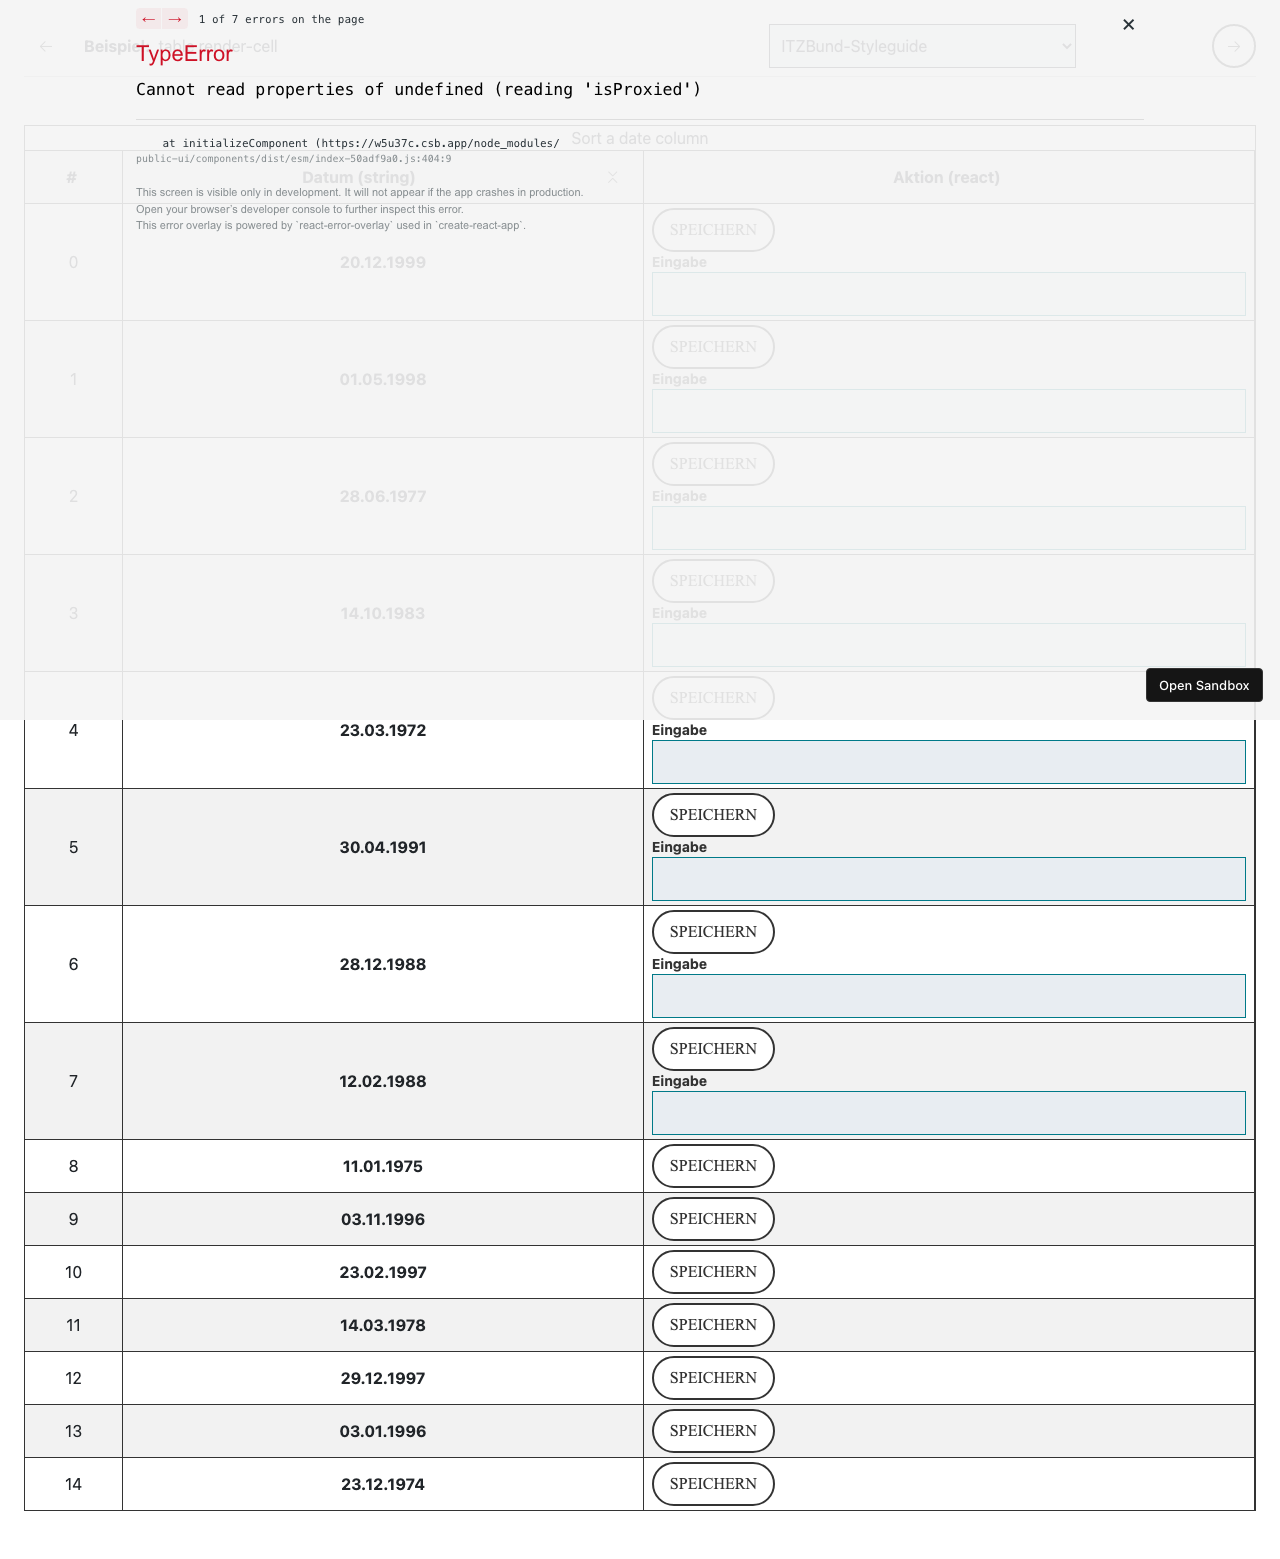 ← → 1 of 7 errors on the page
×
← Beispiel table render-cell
ITZBund-Styleguide
→
TypeError
Cannot read properties of undefined (reading 'isProxied')
Sort a date column
at initializeComponent (https://w5u37c.csb.app/node_modules/
public-ui/components/dist/esm/index-50adf9a0.js:404:9
# Datum (string) Aktion (react)
This screen is visible only in development. It will not appear if the app crashes in production.
Open your browser's developer console to further inspect this error.
This error overlay is powered by `react-error-overlay` used in `create-react-app`.
SPEICHERN
0 20.12.1999 Eingabe
SPEICHERN
1 01.05.1998 Eingabe
SPEICHERN
2 28.06.1977 Eingabe
SPEICHERN
3 14.10.1983 Eingabe
Open Sandbox
SPEICHERN
4 23.03.1972 Eingabe
SPEICHERN
5 30.04.1991 Eingabe
SPEICHERN
6 28.12.1988 Eingabe
SPEICHERN
7 12.02.1988 Eingabe
8 11.01.1975 SPEICHERN
9 03.11.1996 SPEICHERN
10 23.02.1997 SPEICHERN
11 14.03.1978 SPEICHERN
12 29.12.1997 SPEICHERN
13 03.01.1996 SPEICHERN
14 23.12.1974 SPEICHERN